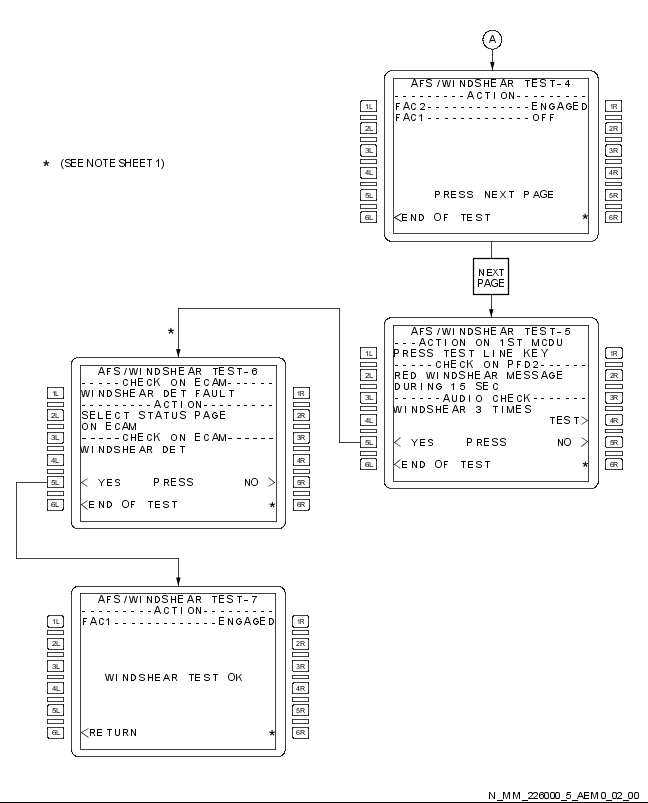 A
AFS/WINDSHEAR TEST-4
---------ACTION---------
FAC2---------------ENGAGED
FAC1---------------OFF
PRESS NEXT PAGE
<END OF TEST *
1L
2L
3L
4L
5L
6L
1R
2R
3R
4R
5R
6R
* (SEE NOTE SHEET 1)
NEXT
PAGE
AFS/WINDSHEAR TEST-5
---ACTION ON 1ST MCDU
PRESS TEST LINE KEY
-----CHECK ON PFD2-----
RED WINDSHEAR MESSAGE
DURING 15 SEC
------AUDIO CHECK------
WINDSHEAR 3 TIMES
TEST>
< YES PRESS NO >
<END OF TEST *
1L
2L
3L
4L
5L
6L
1R
2R
3R
4R
5R
6R
*
AFS/WINDSHEAR TEST-6
-----CHECK ON ECAM-----
WINDSHEAR DET FAULT
---------ACTION---------
SELECT STATUS PAGE
ON ECAM
-----CHECK ON ECAM------
WINDSHEAR DET
< YES PRESS NO >
<END OF TEST *
1L
2L
3L
4L
5L
6L
1R
2R
3R
4R
5R
6R
AFS/WINDSHEAR TEST-7
---------ACTION---------
FAC1---------------ENGAGED
WINDSHEAR TEST OK
<RETURN *
1L
2L
3L
4L
5L
6L
1R
2R
3R
4R
5R
6R
N_MM_226000_5_AEM0_02_00